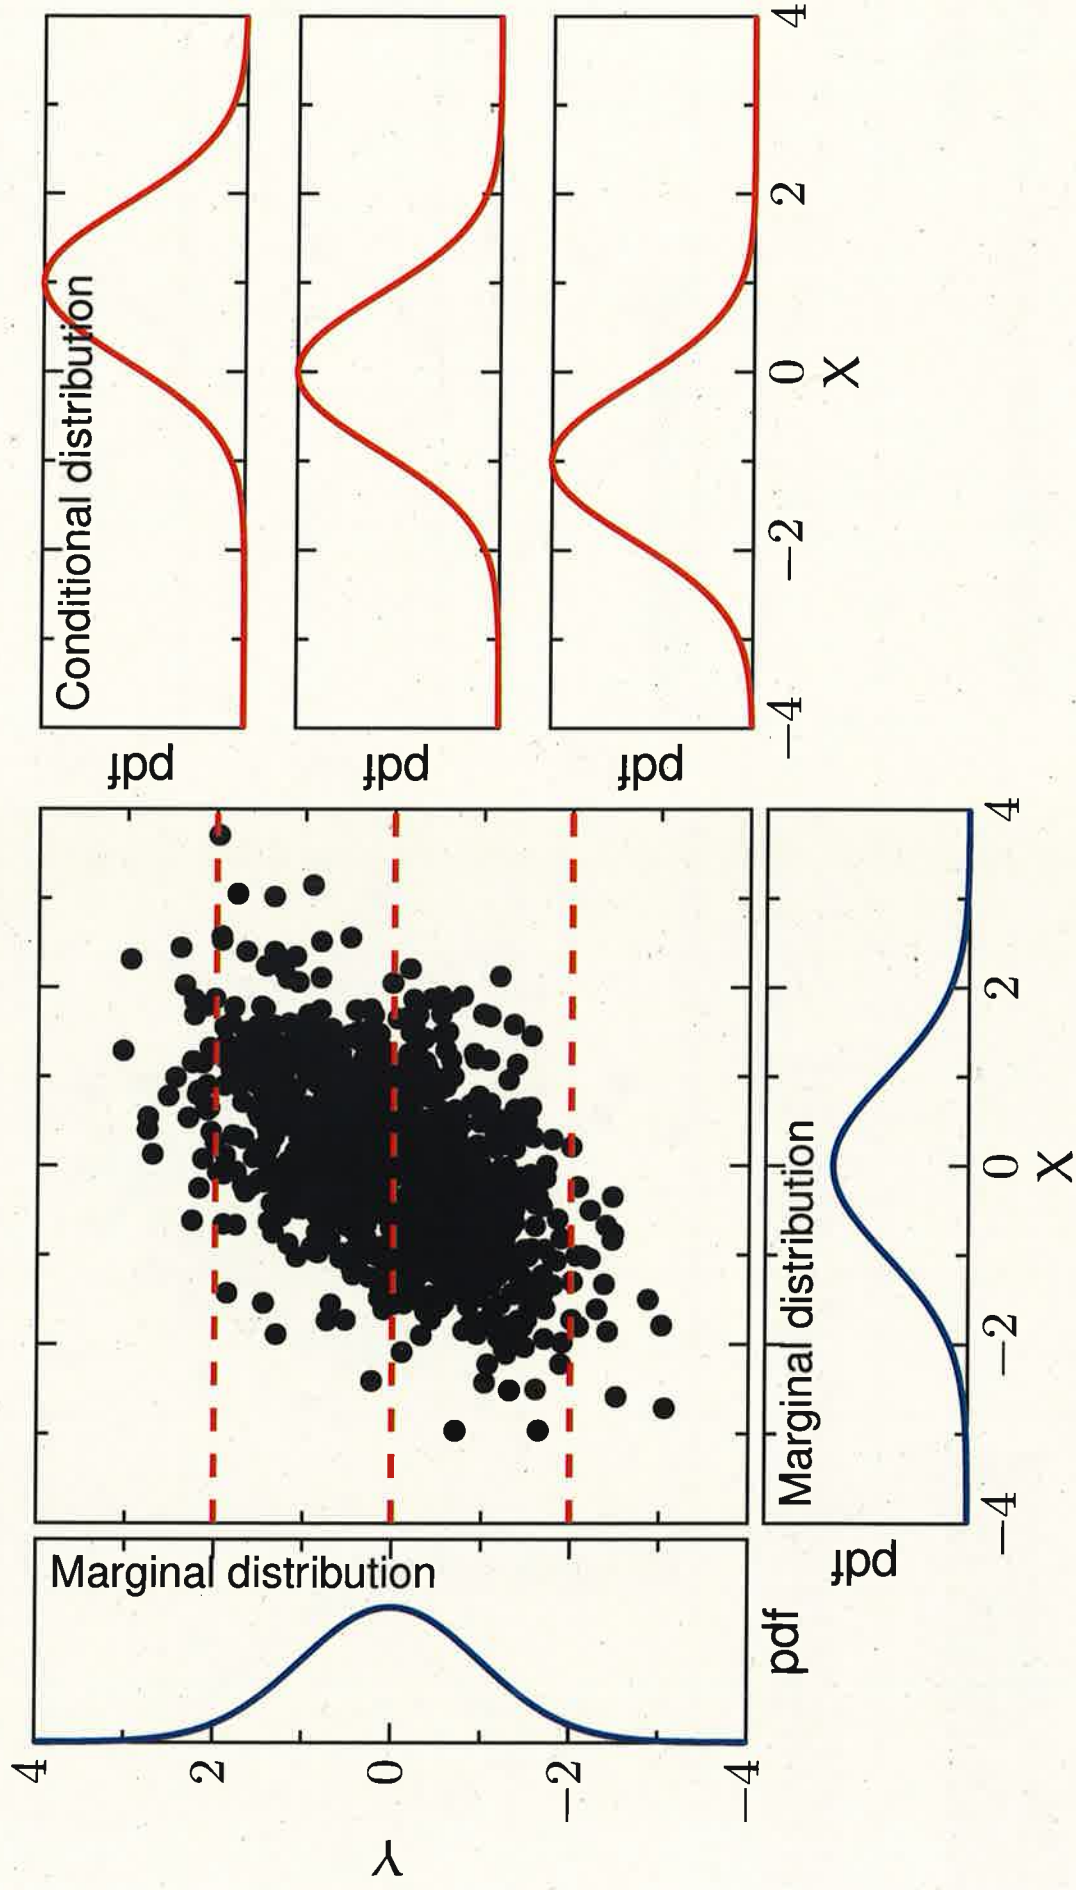 Conditional distribution
pdf
pdf
pdf
−4
−2
0
2
4
X
Marginal distribution
4
2
0
−2
−4
Y
pdf
Marginal distribution
pdf
−4
−2
0
2
4
X